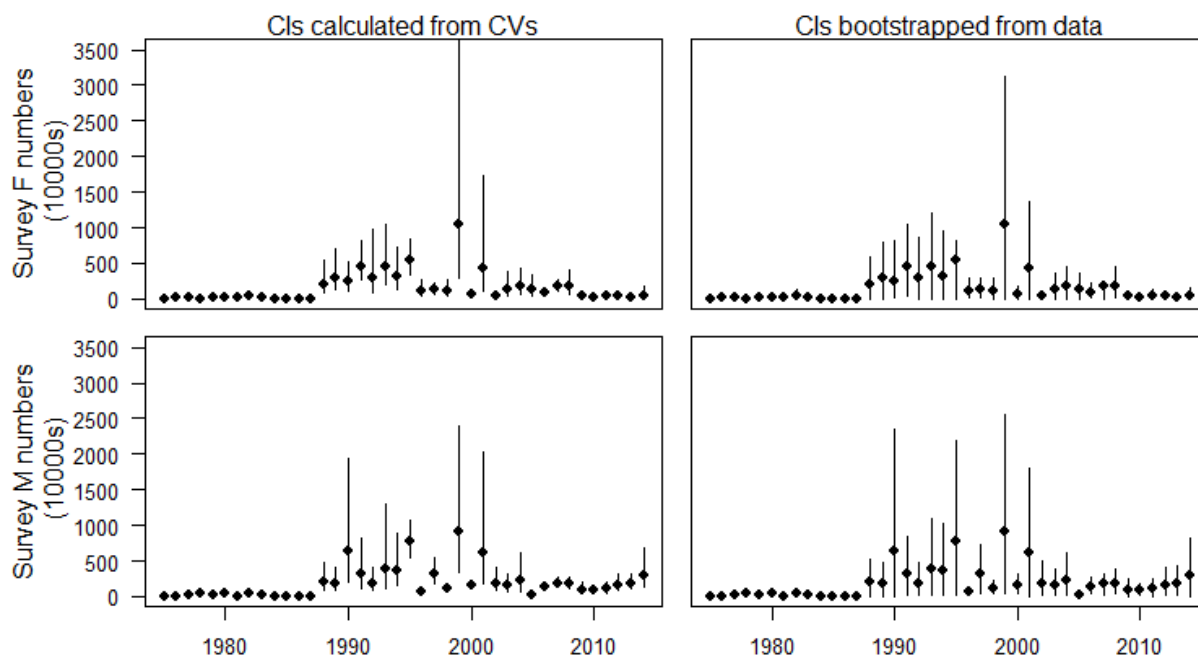 CIs calculated from CVs
CIs bootstrapped from data
Survey F numbers
(10000s)
3500
3000
2500
2000
1500
1000
500
0
Survey M numbers
(10000s)
3500
3000
2500
2000
1500
1000
500
0
1980 1990 2000 2010
1980 1990 2000 2010